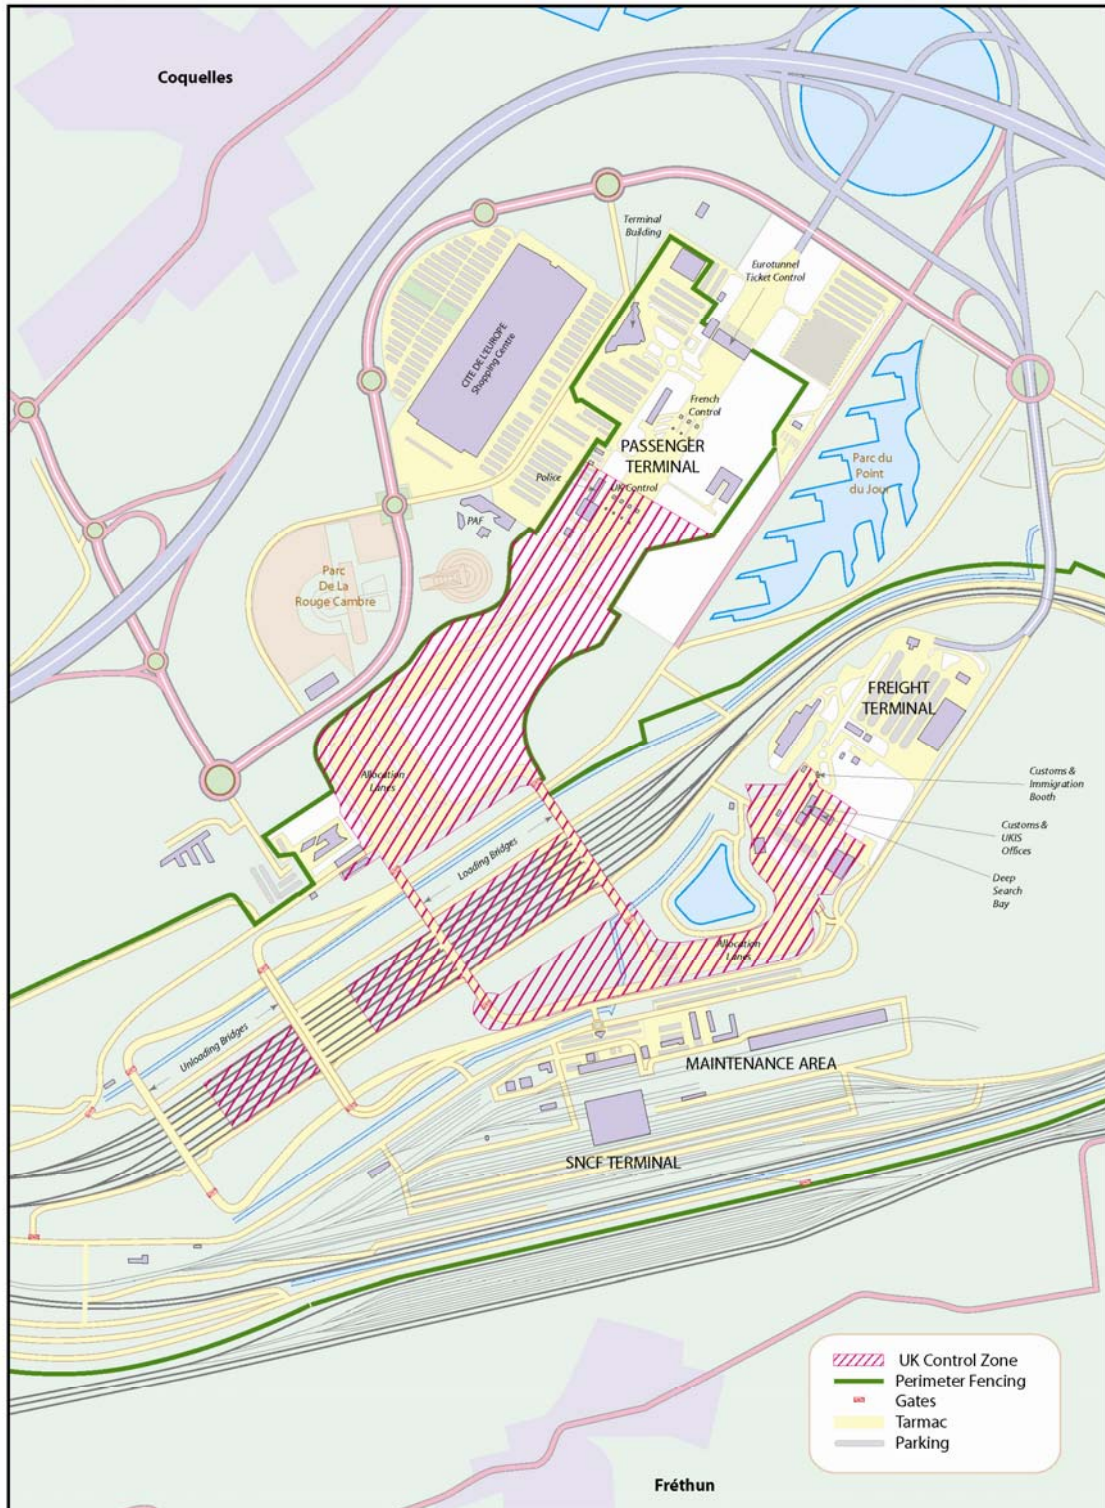 Coquelles
Terminal
Building
Eurotunnel
Ticket Control
CITE DE L'EUROPE
Shopping Centre
French
Control
PASSENGER
TERMINAL
Police
UK Control
PAF
Parc du
Point
du Jour
Parc
De La
Rouge Cambre
FREIGHT
TERMINAL
Allocation
Lanes
Customs &
Immigration
Booth
Customs &
UKIS
Offices
Deep
Search
Bay
Loading Bridges
Allocation
Lanes
Unloading Bridges
MAINTENANCE AREA
SNCF TERMINAL
UK Control Zone
Perimeter Fencing
Gates
Tarmac
Parking
Fréthun